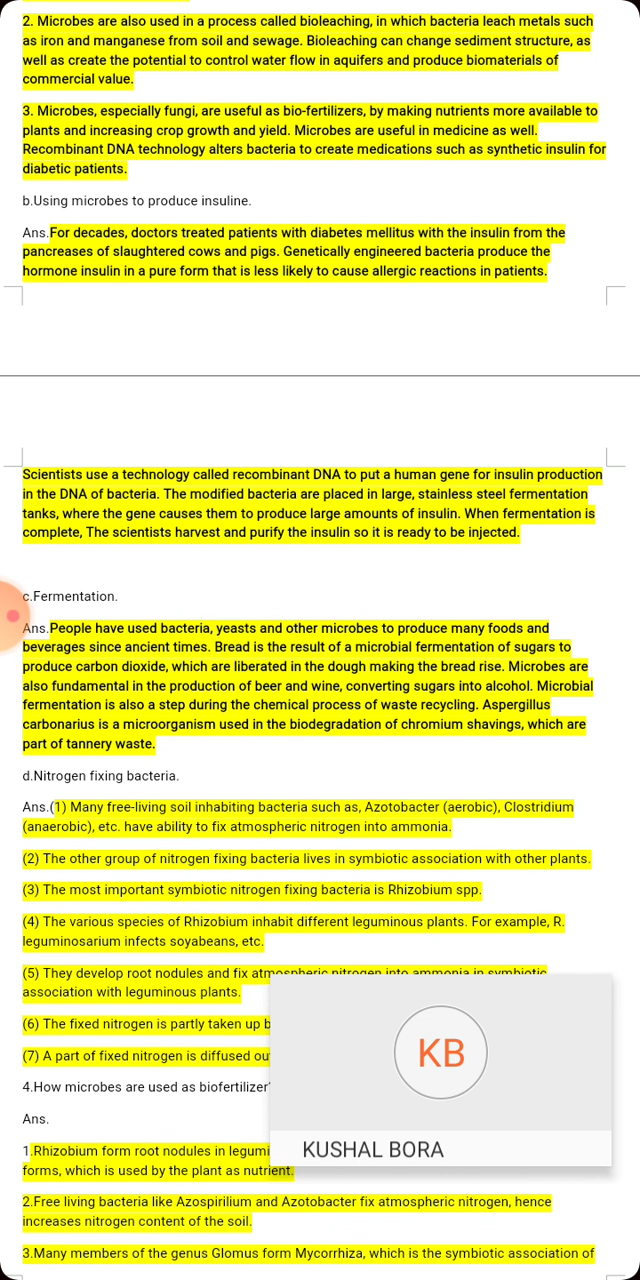 2. Microbes are also used in a process called bioleaching, in which bacteria leach metals such
as iron and manganese from soil and sewage. Bioleaching can change sediment structure, as
well as create the potential to control water flow in aquifers and produce biomaterials of
commercial value.
3. Microbes, especially fungi, are useful as bio-fertilizers, by making nutrients more available to
plants and increasing crop growth and yield. Microbes are useful in medicine as well.
Recombinant DNA technology alters bacteria to create medications such as synthetic insulin for
diabetic patients.
b.Using microbes to produce insuline.
Ans.For decades, doctors treated patients with diabetes mellitus with the insulin from the
pancreases of slaughtered cows and pigs. Genetically engineered bacteria produce the
hormone insulin in a pure form that is less likely to cause allergic reactions in patients.
Scientists use a technology called recombinant DNA to put a human gene for insulin production
in the DNA of bacteria. The modified bacteria are placed in large, stainless steel fermentation
tanks, where the gene causes them to produce large amounts of insulin. When fermentation is
complete, The scientists harvest and purify the insulin so it is ready to be injected.
c.Fermentation.
Ans.People have used bacteria, yeasts and other microbes to produce many foods and
beverages since ancient times. Bread is the result of a microbial fermentation of sugars to
produce carbon dioxide, which are liberated in the dough making the bread rise. Microbes are
also fundamental in the production of beer and wine, converting sugars into alcohol. Microbial
fermentation is also a step during the chemical process of waste recycling. Aspergillus
carbonarius is a microorganism used in the biodegradation of chromium shavings, which are
part of tannery waste.
d.Nitrogen fixing bacteria.
Ans.(1) Many free-living soil inhabiting bacteria such as, Azotobacter (aerobic), Clostridium
(anaerobic), etc. have ability to fix atmospheric nitrogen into ammonia.
(2) The other group of nitrogen fixing bacteria lives in symbiotic association with other plants.
(3) The most important symbiotic nitrogen fixing bacteria is Rhizobium spp.
(4) The various species of Rhizobium inhabit different leguminous plants. For example, R.
leguminosarium infects soyabeans, etc.
(5) They develop root nodules and fix atmospheric nitrogen into ammonia in symbiotic
association with leguminous plants.
(6) The fixed nitrogen is partly taken up
(7) A part of fixed nitrogen is diffused
4.How microbes are used as biofertilizer
Ans.
1.Rhizobium form root nodules in
forms, which is used by the plant as nutrient.
2.Free living bacteria like Azospirilium and Azotobacter fix atmospheric nitrogen, hence
increases nitrogen content of the soil.
3.Many members of the genus Glomus form Mycorrhiza, which is the symbiotic association of
KB
KUSHAL BORA